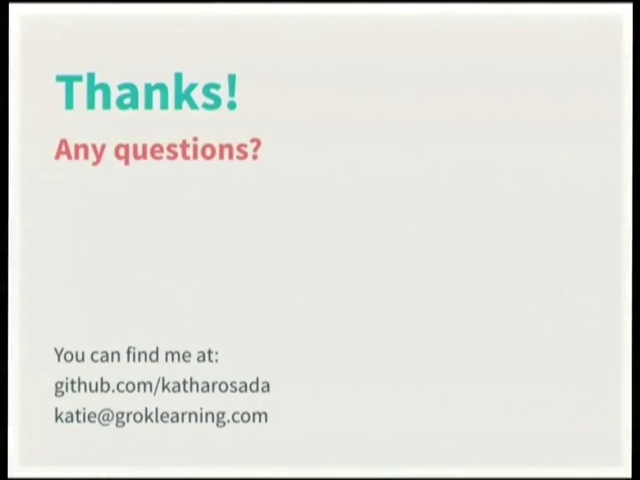 Thanks!
Any questions?
You can find me at:
github.com/katharosada
katie@groklearning.com